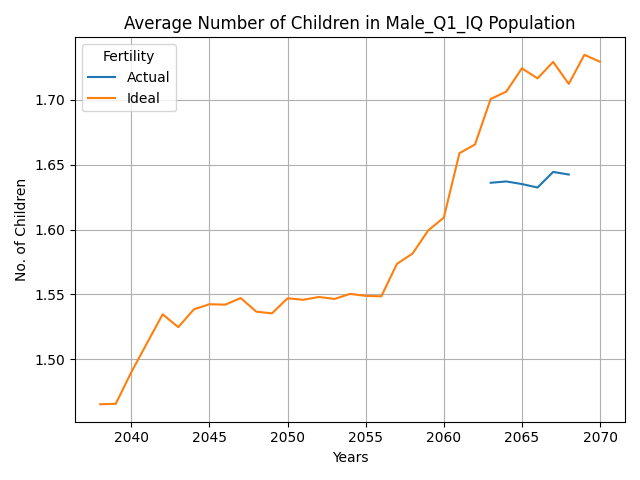 Average Number of Children in Male_Q1_IQ Population
Fertility
Actual
Ideal
No. of Children
1.70
1.65
1.60
1.55
1.50
2040 2045 2050 2055 2060 2065 2070
Years